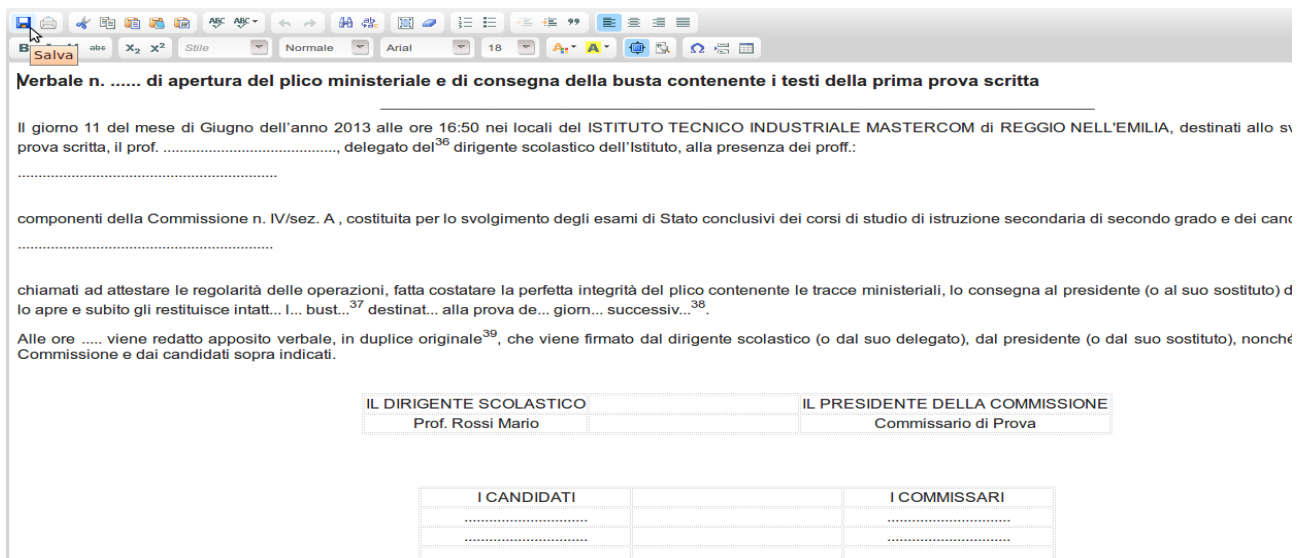 ABC ABC
B abc X₂ X² Stile Normale Arial 18 A A Ω
Salva
Verbale n. ...... di apertura del plico ministeriale e di consegna della busta contenente i testi della prima prova scritta
Il giorno 11 del mese di Giugno dell'anno 2013 alle ore 16:50 nei locali del ISTITUTO TECNICO INDUSTRIALE MASTERCOM di REGGIO NELL'EMILIA, destinati allo sv
prova scritta, il prof. .........................................., delegato del³⁶ dirigente scolastico dell'Istituto, alla presenza dei proff.:
...............................................................
componenti della Commissione n. IV/sez. A , costituita per lo svolgimento degli esami di Stato conclusivi dei corsi di studio di istruzione secondaria di secondo grado e dei cand
..............................................................
chiamati ad attestare le regolarità delle operazioni, fatta costatare la perfetta integrità del plico contenente le tracce ministeriali, lo consegna al presidente (o al suo sostituto) d
lo apre e subito gli restituisce intatt... l... bust...³⁷ destinat... alla prova de... giorn... successiv...³⁸.
Alle ore ..... viene redatto apposito verbale, in duplice originale³⁹, che viene firmato dal dirigente scolastico (o dal suo delegato), dal presidente (o dal suo sostituto), nonché
Commissione e dai candidati sopra indicati.
IL DIRIGENTE SCOLASTICO IL PRESIDENTE DELLA COMMISSIONE
Prof. Rossi Mario Commissario di Prova
I CANDIDATI I COMMISSARI
.............................. ..............................
.............................. ..............................